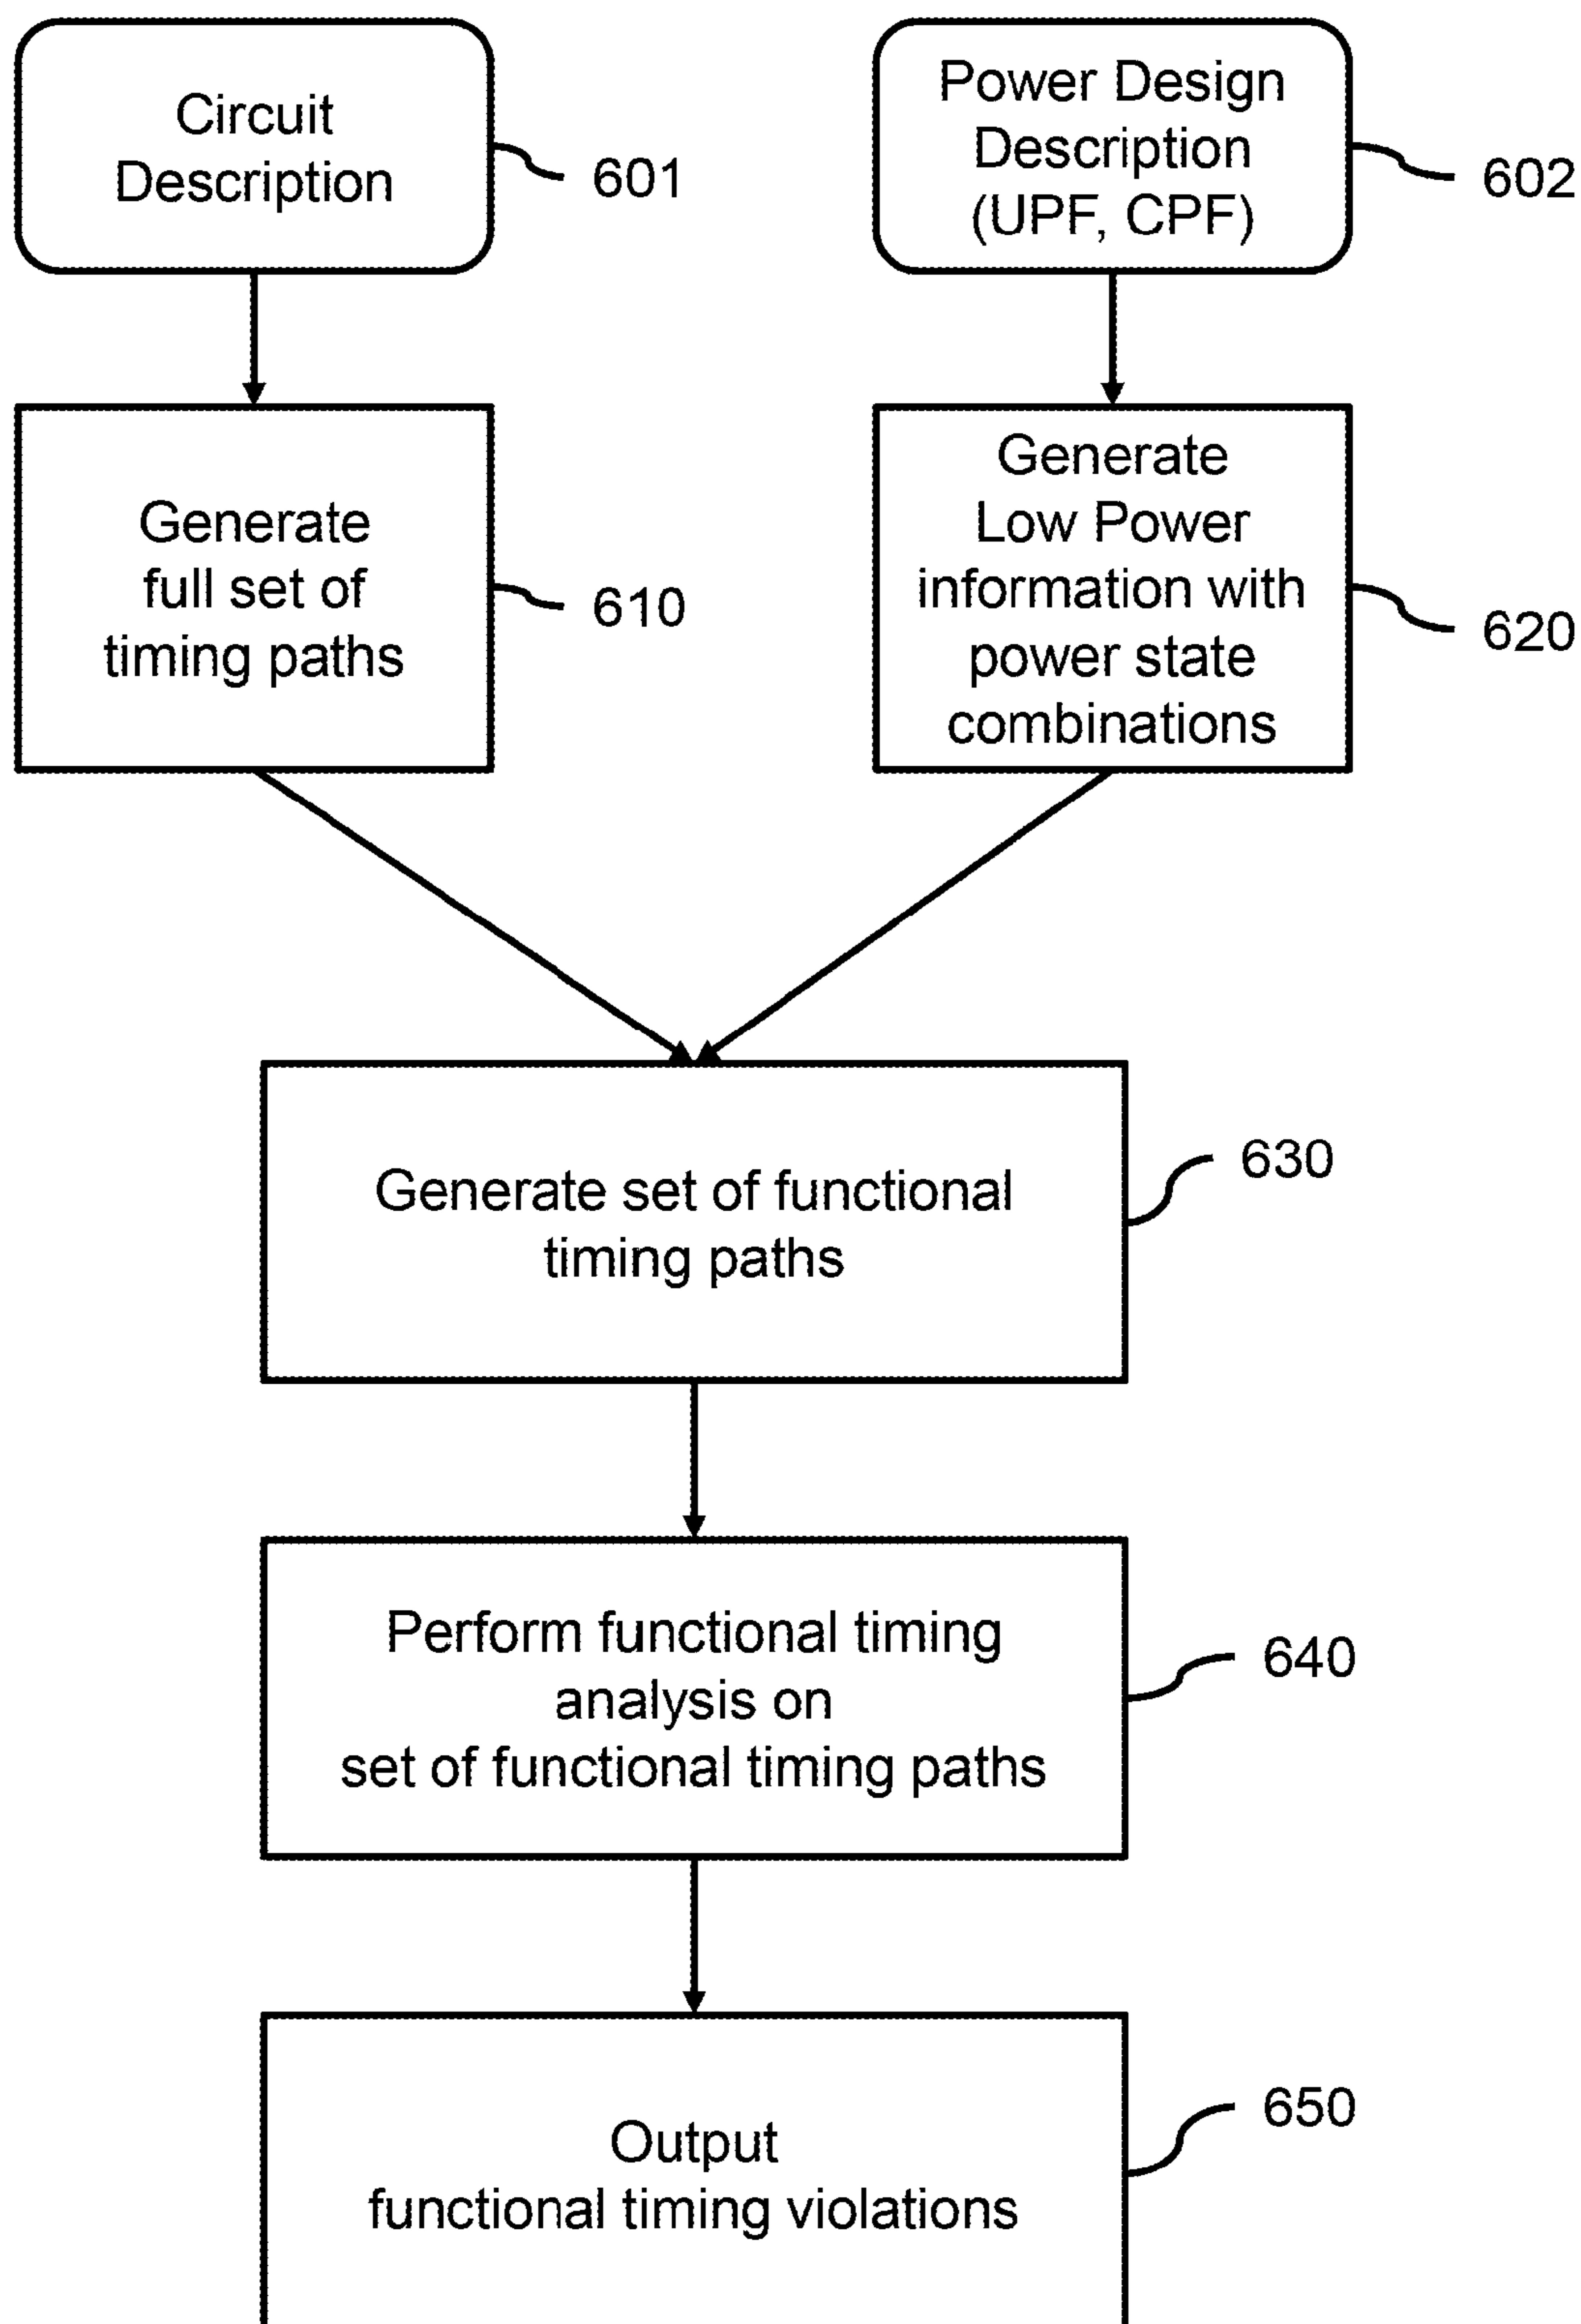 Circuit
Description
601
Power Design
Description
(UPF, CPF)
602
Generate
full set of
timing paths
610
Generate
Low Power
information with
power state
combinations
620
Generate set of functional
timing paths
630
Perform functional timing
analysis on
set of functional timing paths
640
Output
functional timing violations
650